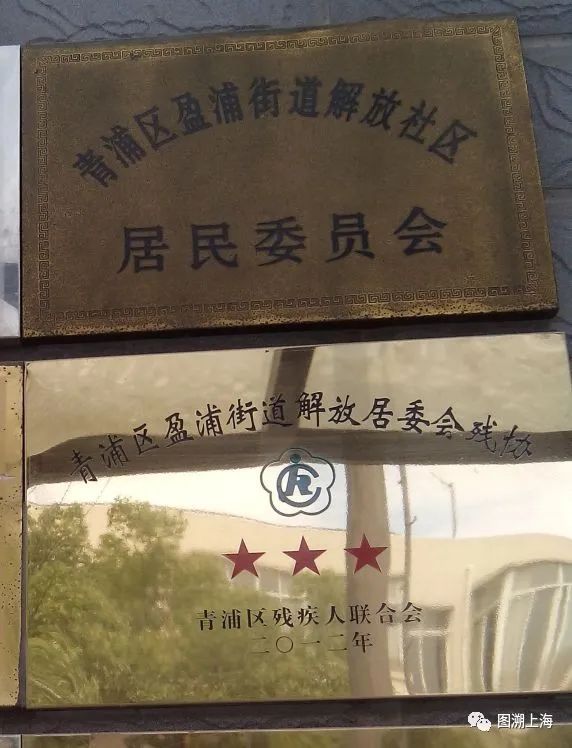 青浦区盈浦街道解放社区
居民委员会
青浦区盈浦街道解放居委会残协
青浦区残疾人联合会
二〇一二年
图溯上海